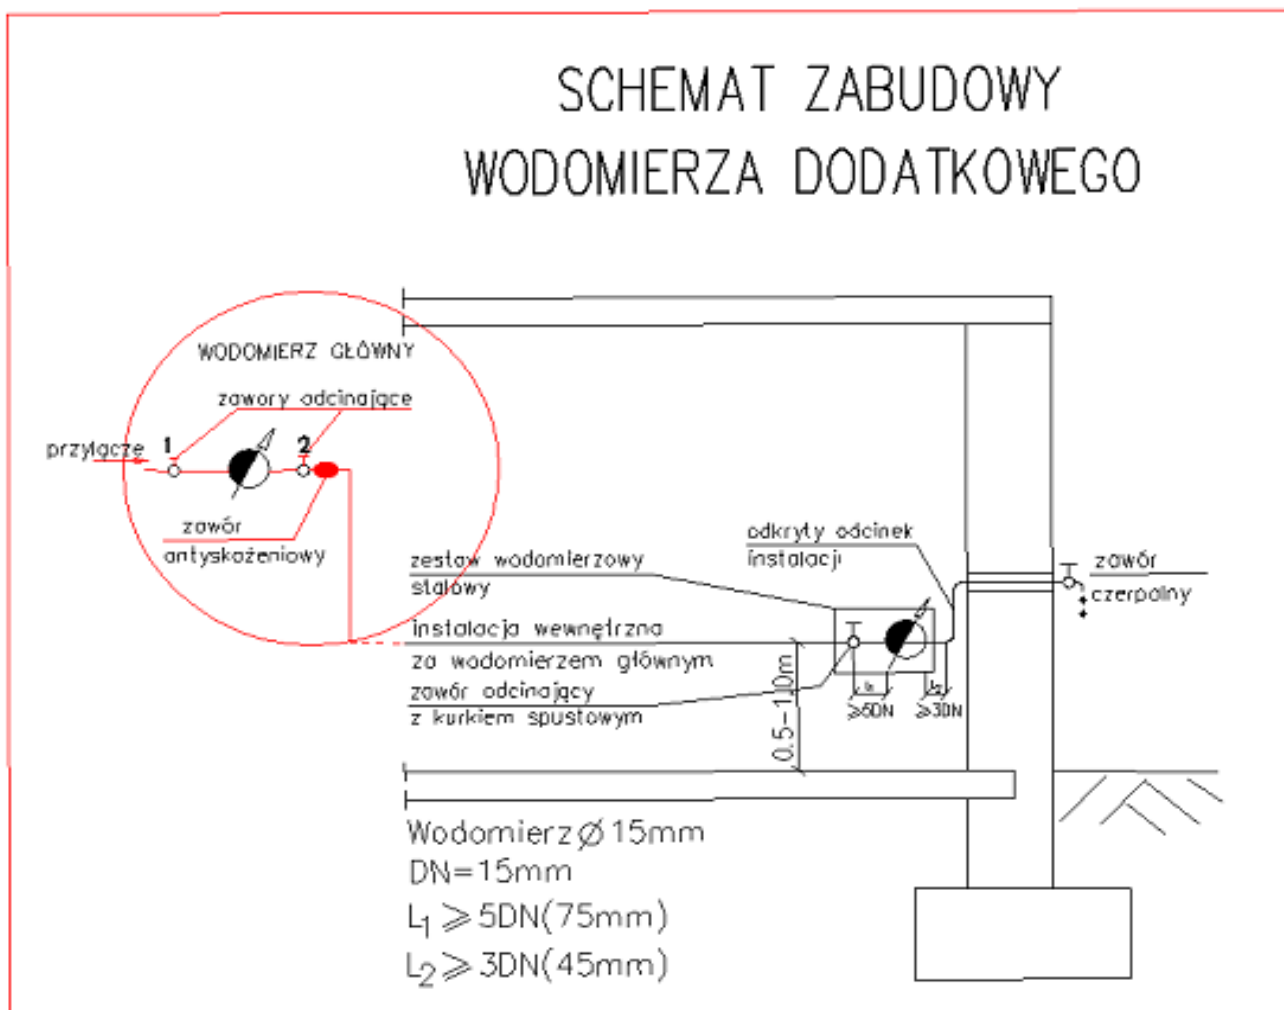 SCHEMAT ZABUDOWY
WODOMIERZA DODATKOWEGO
WODOMIERZ GŁÓWNY
zawory odcinające
przyłącze
1
2
zawór
antyskażeniowy
zestaw wodomierzowy
stalowy
odkryty odcinek
instalacji
zawór
czerpalny
instalacja wewnętrzna
za wodomierzem głównym
zawór odcinający
z kurkiem spustowym
0.5-1.0m
L1
≥5DN
L2
≥3DN
Wodomierz Ø 15mm
DN=15mm
L1 ≥ 5DN(75mm)
L2 ≥ 3DN(45mm)